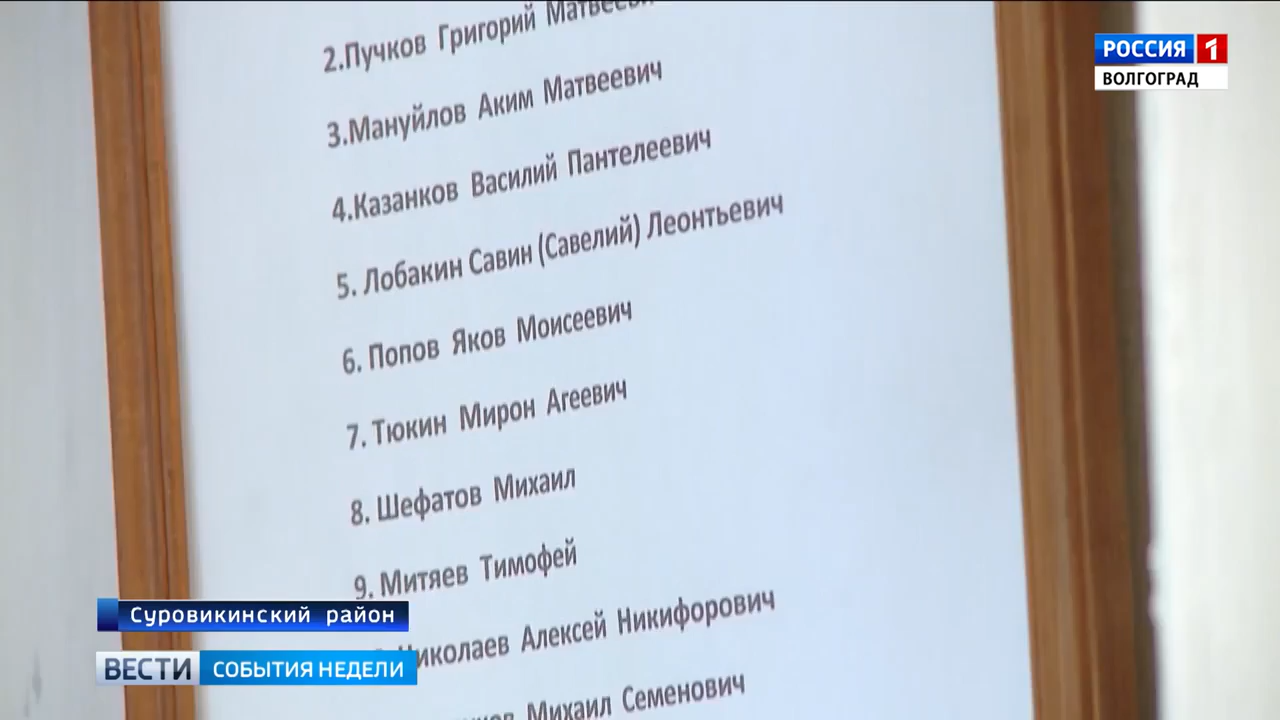 2.Пучков Григорий
3.Мануйлов Аким Матвеевич
4.Казанков Василий Пантелеевич
5. Лобакин Савин (Савелий) Леонтьевич
6. Попов Яков Моисеевич
7. Тюкин Мирон Агеевич
8. Шефатов Михаил
9. Митяев Тимофей
Николаев Алексей Никифорович
Михаил Семенович
РОССИЯ 1
ВОЛГОГРАД
Суровикинский район
ВЕСТИ СОБЫТИЯ НЕДЕЛИ